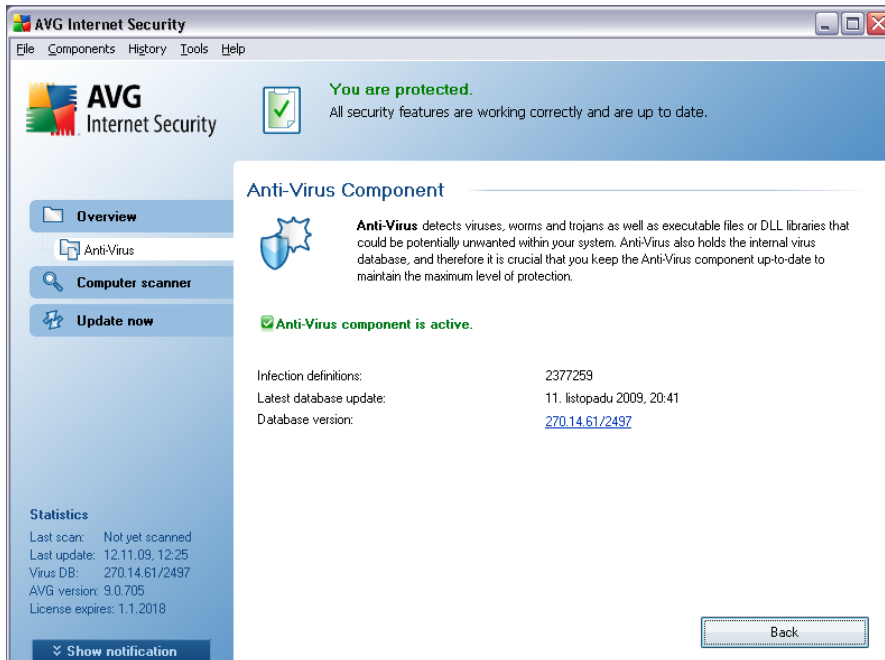 AVG Internet Security
File Components History Tools Help
AVG
Internet Security
You are protected.
All security features are working correctly and are up to date.
Overview
Anti-Virus
Computer scanner
Update now
Anti-Virus Component
Anti-Virus detects viruses, worms and trojans as well as executable files or DLL libraries that
could be potentially unwanted within your system. Anti-Virus also holds the internal virus
database, and therefore it is crucial that you keep the Anti-Virus component up-to-date to
maintain the maximum level of protection.
Anti-Virus component is active.
Infection definitions: 2377259
Latest database update: 11. listopadu 2009, 20:41
Database version: 270.14.61/2497
Statistics
Last scan: Not yet scanned
Last update: 12.11.09, 12:25
Virus DB: 270.14.61/2497
AVG version: 9.0.705
License expires: 1.1.2018
Show notification
Back